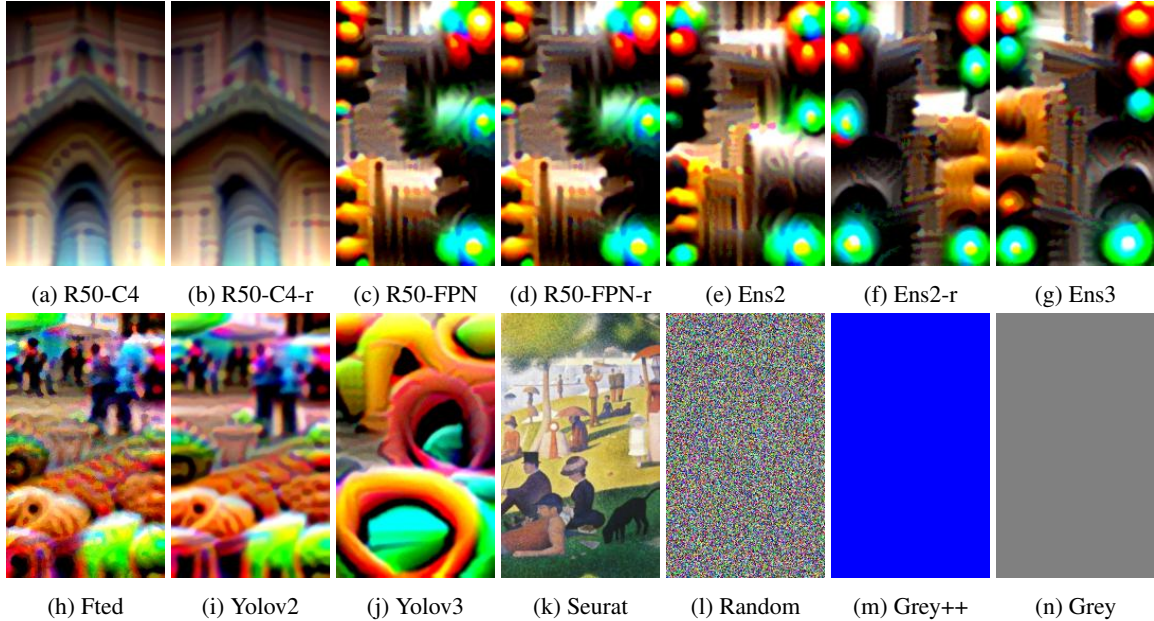 (a) R50-C4 (b) R50-C4-r (c) R50-FPN (d) R50-FPN-r (e) Ens2 (f) Ens2-r (g) Ens3
(h) Fted (i) Yolov2 (j) Yolov3 (k) Seurat (l) Random (m) Grey++ (n) Grey